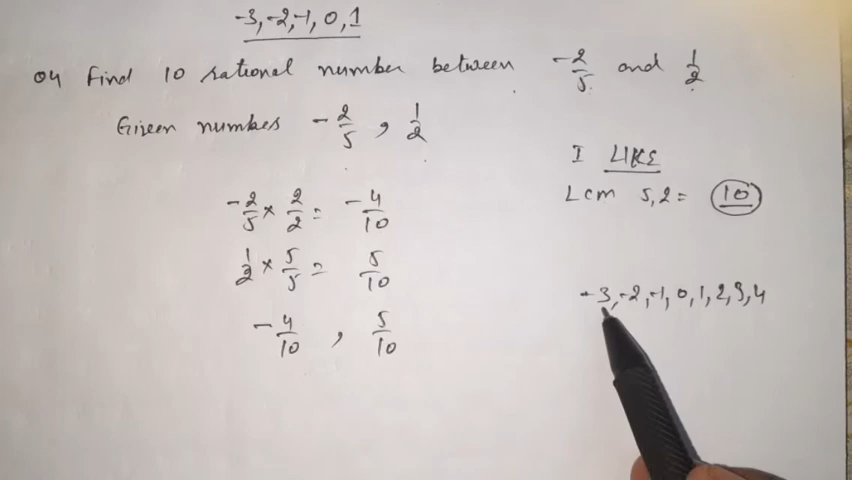 -3, -2, -1, 0, 1
04 Find 10 rational number between -2/5 and 1/2
Given numbers -2/5, 1/2
I LIKE
Lcm 5,2 = 10
-2/5 × 2/2 = -4/10
1/2 × 5/5 = 5/10
-3, -2, -1, 0, 1, 2, 3, 4
-4/10, 5/10